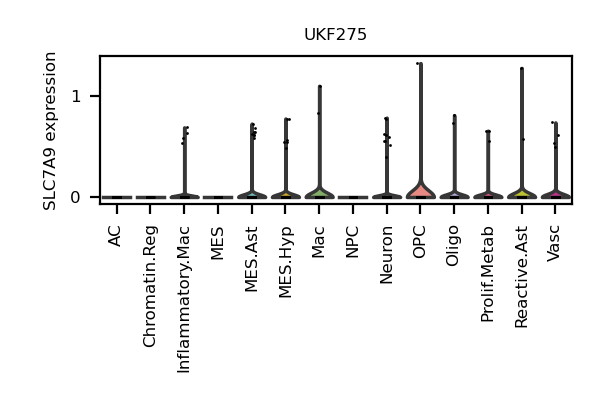 UKF275
SLC7A9 expression
1
0
AC
Chromatin.Reg
Inflammatory.Mac
MES
MES.Ast
MES.Hyp
Mac
NPC
Neuron
OPC
Oligo
Prolif.Metab
Reactive.Ast
Vasc